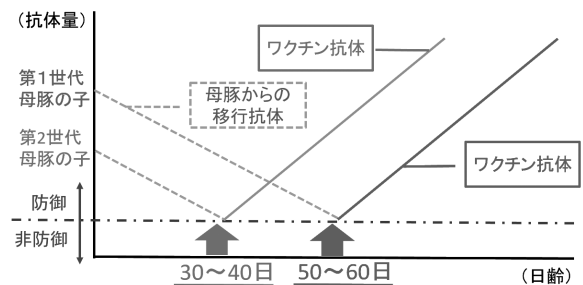 (抗体量)
ワクチン抗体
第1世代
母豚の子
母豚からの
移行抗体
第2世代
母豚の子
ワクチン抗体
防御
非防御
30～40日
50～60日
(日齢)